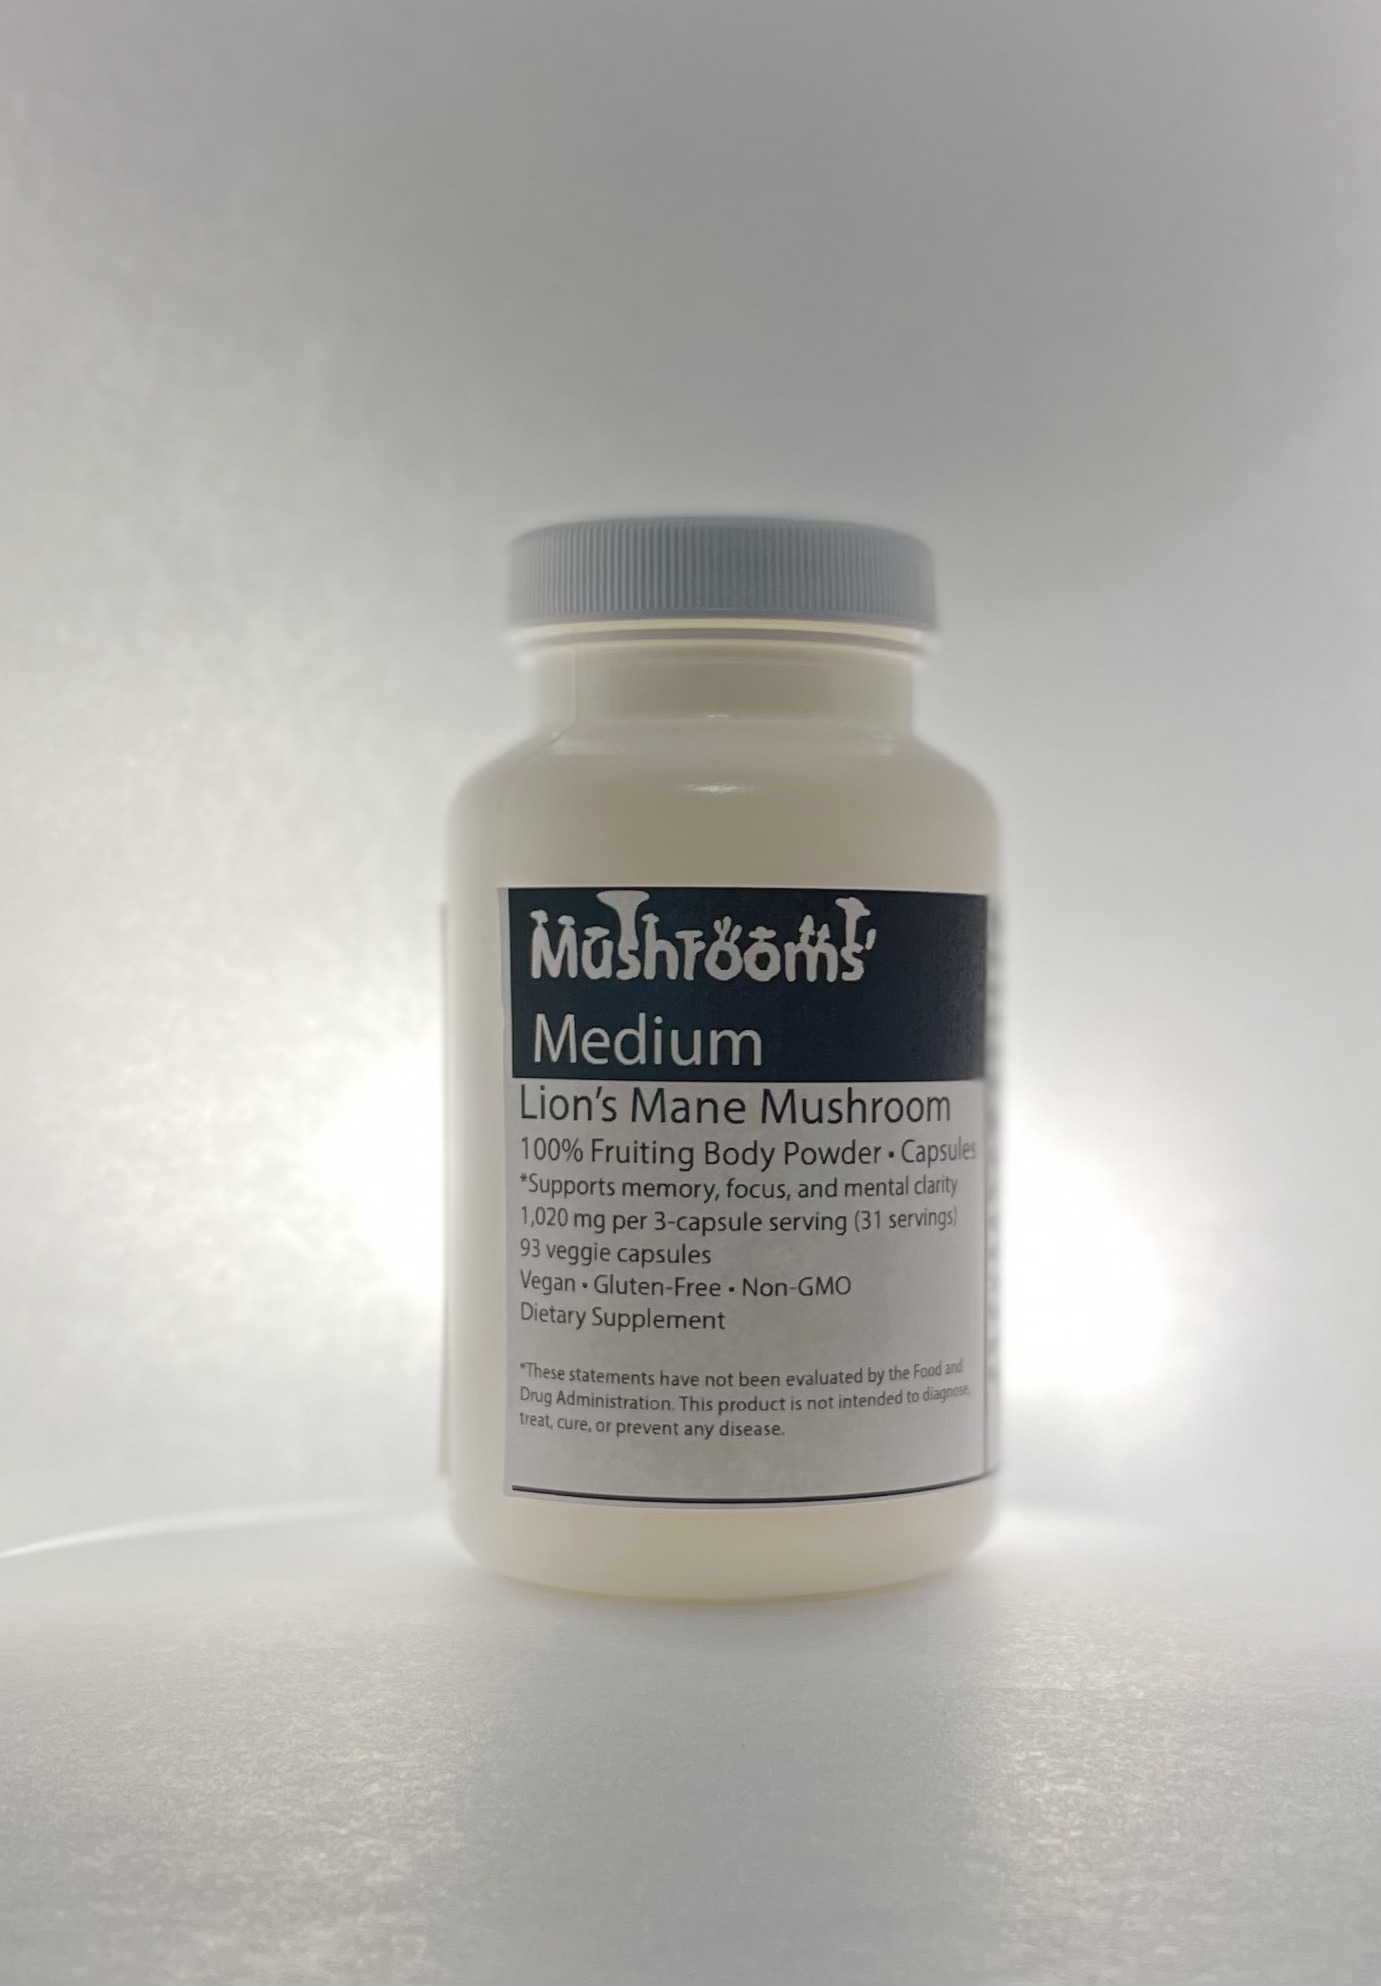 Mushrooms'
Medium
Lion's Mane Mushroom
100% Fruiting Body Powder • Capsules
*Supports memory, focus, and mental clarity
1,020 mg per 3-capsule serving (31 servings)
93 veggie capsules
Vegan • Gluten-Free • Non-GMO
Dietary Supplement
*These statements have not been evaluated by the Food and
Drug Administration. This product is not intended to diagnose,
treat, cure, or prevent any disease.